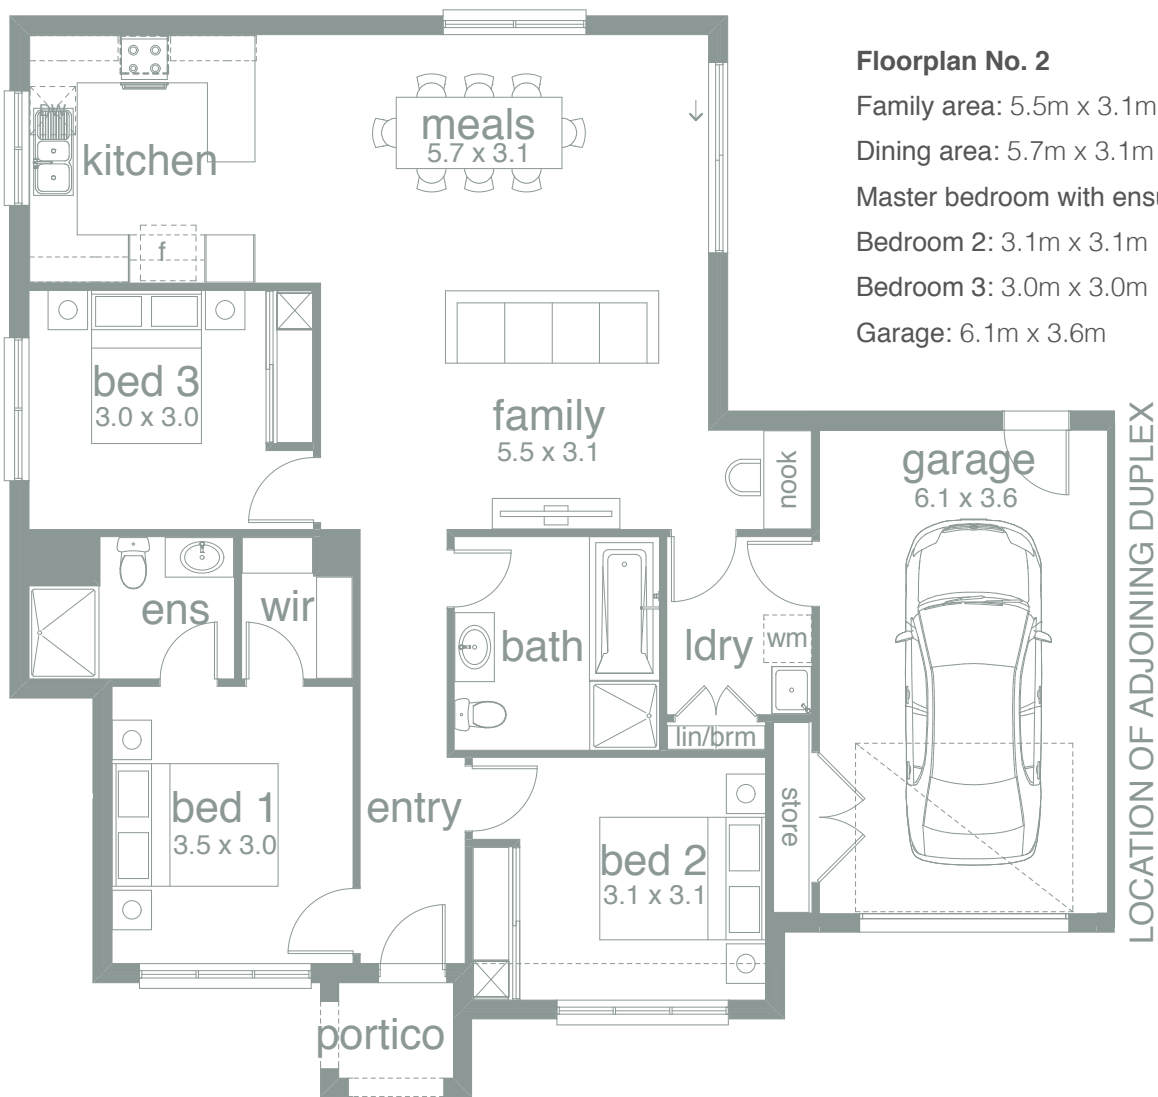 Floorplan No. 2
Family area: 5.5m x 3.1m
Dining area: 5.7m x 3.1m
Master bedroom with
Bedroom 2: 3.1m x 3.1m
Bedroom 3: 3.0m x 3.0m
Garage: 6.1m x 3.6m
meals
5.7 x 3.1
DW
kitchen
f
bed 3
3.0 x 3.0
family
5.5 x 3.1
nook
garage
6.1 x 3.6
LOCATION OF ADJOINING DUPLEX
ens
wir
bath
ldry
wm
lin/brm
store
bed 1
3.5 x 3.0
entry
bed 2
3.1 x 3.1
portico